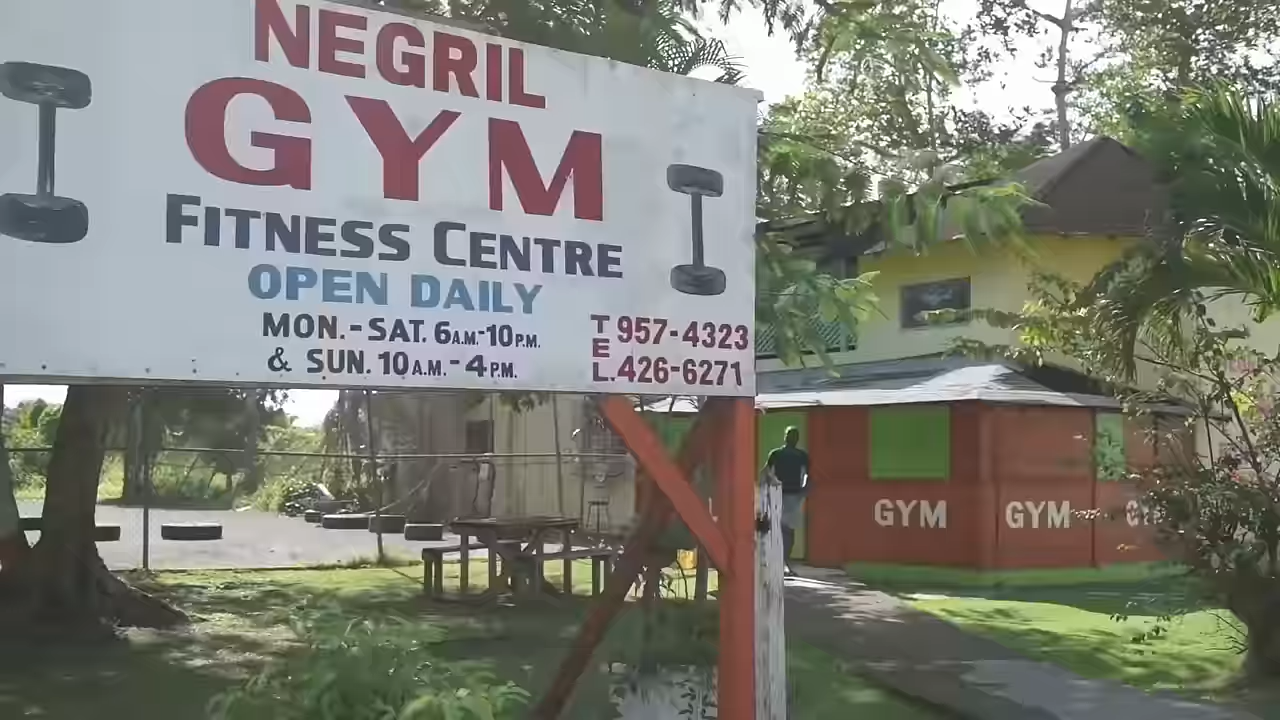 NEGRIL
GYM
FITNESS CENTRE
OPEN DAILY
MON.-SAT. 6A.M.-10P.M.
& SUN. 10A.M.-4P.M.
TEL. 957-4323
426-6271
GYM
GYM